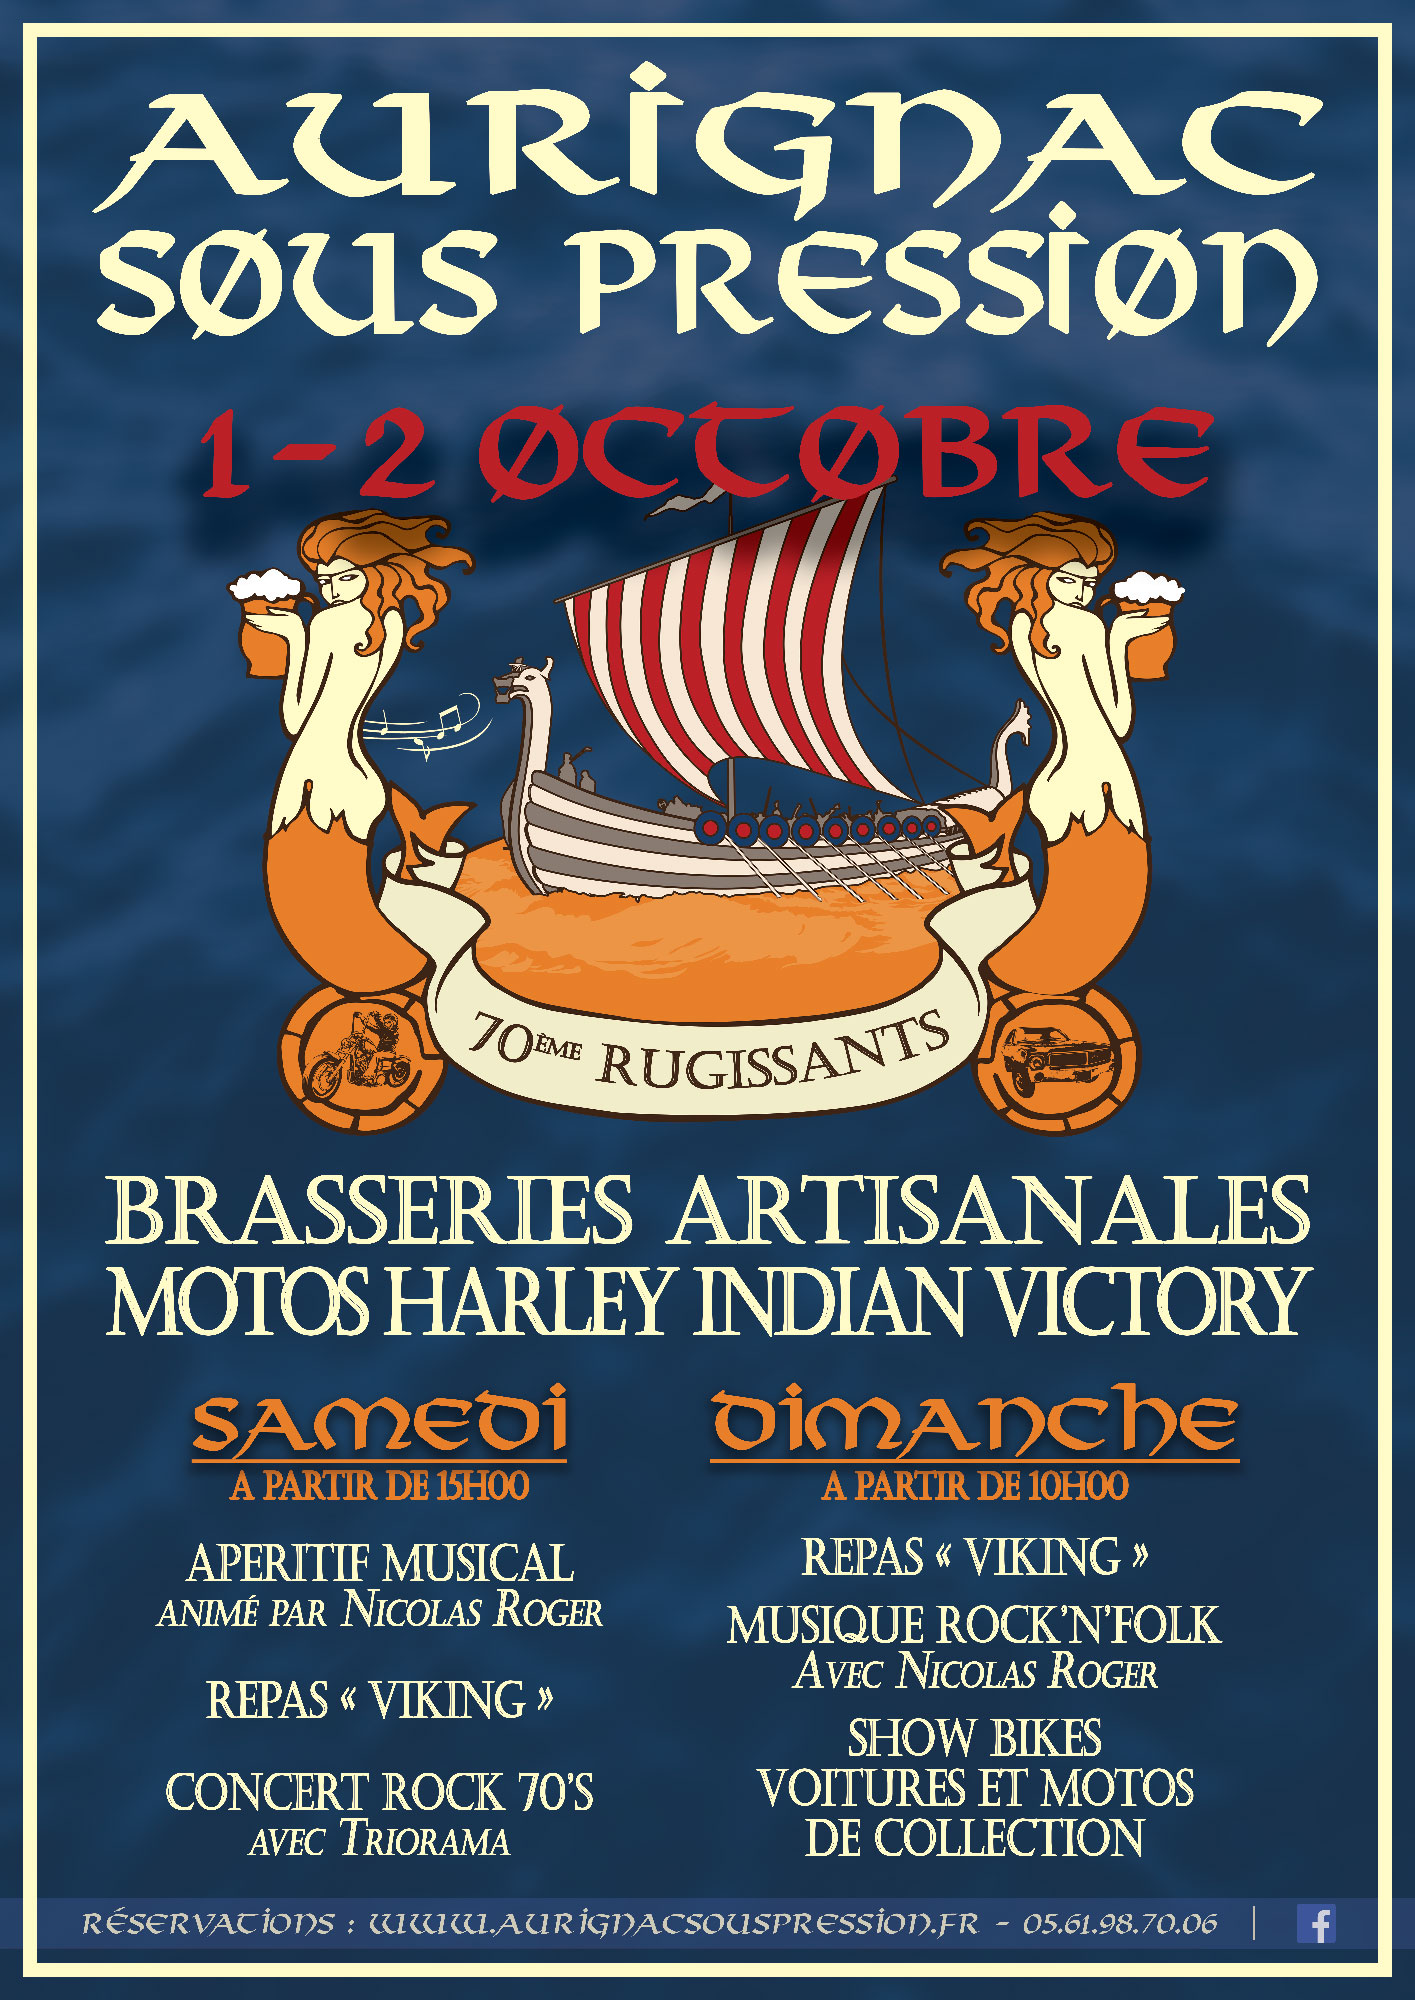 AURIGNAC
SØUS PRESSIØN
1-2 ØCTØBRE
70ÈME RUGISSANTS
BRASSERIES ARTISANALES
MOTOS HARLEY INDIAN VICTORY
SAMEDI
A PARTIR DE 15H00
APERITIF MUSICAL
ANIMÉ PAR NICOLAS ROGER
REPAS « VIKING »
CONCERT ROCK 70'S
AVEC TRIORAMA
DIMANCHE
A PARTIR DE 10H00
REPAS « VIKING »
MUSIQUE ROCK'N'FOLK
AVEC NICOLAS ROGER
SHOW BIKES
VOITURES ET MOTOS
DE COLLECTION
RÉSERVATIONS : WWW.AURIGNACSOUSPRESSION.FR - 05.61.98.70.06 | f